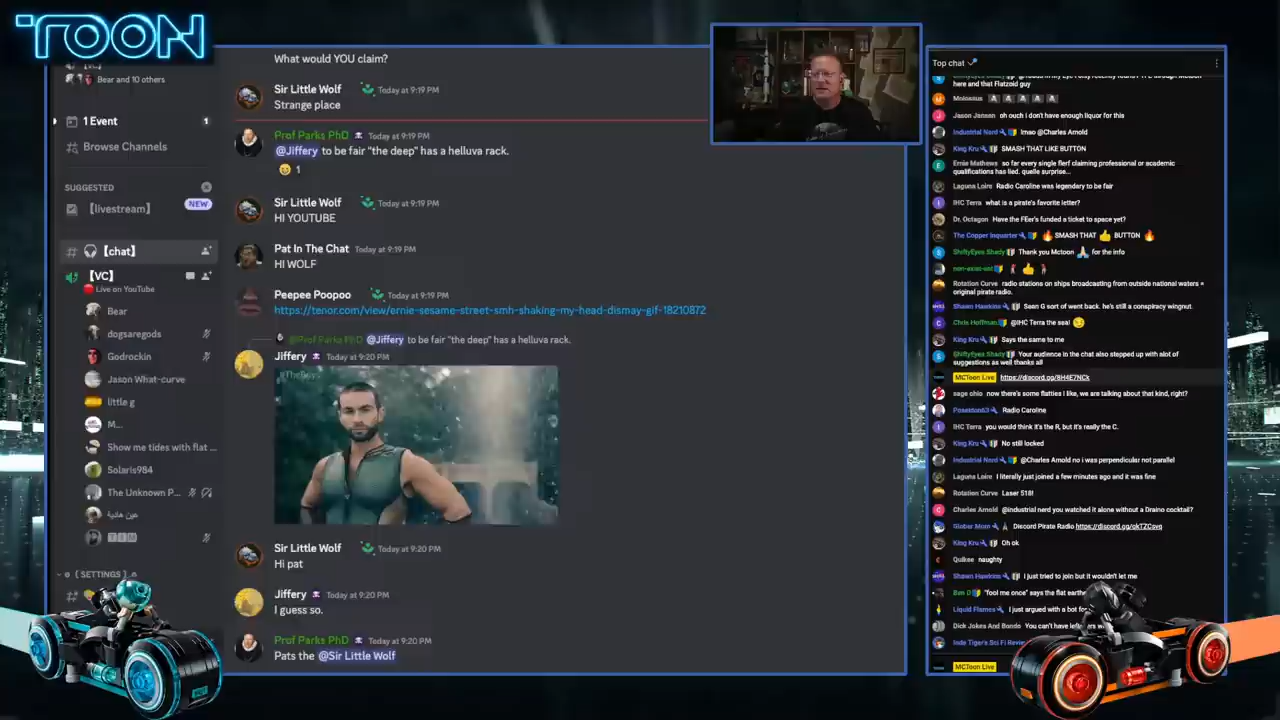 TOON
Bear and 10 others
1 Event
1
Browse Channels
SUGGESTED
【livestream】
NEW
【chat】
【VC】
Live on YouTube
Bear
dogsaregods
Godrockin
Jason What-curve
little g
M...
Show me tides with flat ...
Solaris984
The Unknown P...
عين هافية
TIM
{ SETTINGS }
What would YOU claim?
Sir Little Wolf Today at 9:19 PM
Strange place
Prof Parks PhD Today at 9:19 PM
@Jiffery to be fair "the deep" has a helluva rack.
1
Sir Little Wolf Today at 9:19 PM
HI YOUTUBE
Pat In The Chat Today at 9:19 PM
HI WOLF
Peepee Poopoo Today at 9:19 PM
https://tenor.com/view/ernie-sesame-street-smh-shaking-my-head-dismay-gif-18210872
@Prof Parks PhD @Jiffery to be fair "the deep" has a helluva rack.
Jiffery Today at 9:20 PM
Sir Little Wolf Today at 9:20 PM
Hi pat
Jiffery Today at 9:20 PM
I guess so.
Prof Parks PhD Today at 9:20 PM
Pats the @Sir Little Wolf
Top chat
here and that Flatzoid guy
Moleasus
Jason Jansen oh ouch i don't have enough liquor for this
Industrial Nerd lmao @Charles Arnold
King Kru SMASH THAT LIKE BUTTON
Ernie Mathews so far every single flerf claiming professional or academic
qualifications has lied. quelle surprise...
Laguna Loire Radio Caroline was legendary to be fair
IHC Terra what is a pirate's favorite letter?
Dr. Octagon Have the FEer's funded a ticket to space yet?
The Copper Inquarter 🔥 SMASH THAT 👍 BUTTON 🔥
ShiftyEyes Shady Thank you Mctoon 🙏 for the info
non-exist-ant
Rotation Curve radio stations on ships broadcasting from outside national waters =
original pirate radio.
Shawn Hawkins Sean G sort of went back. he's still a conspiracy wingnut.
Chris Hoffman @IHC Terra the sea!
King Kru Says the same to me
ShiftyEyes Shady Your audience in the chat also stepped up with alot of
suggestions as well thanks all
MCToon Live https://discord.gg/8H4E7NCk
sage ohio now there's some flatties I like, we are talking about that kind, right?
Poseidon63 Radio Caroline
IHC Terra you would think it's the R, but it's really the C.
King Kru No still locked
Industrial Nerd @Charles Arnold no i was perpendicular not parallel
Laguna Loire I literally just joined a few minutes ago and it was fine
Rotation Curve Laser 518!
Charles Arnold @industrial nerd you watched it alone without a Draino cocktail?
Glober Mom Discord Pirate Radio https://discord.gg/qkTZCsvq
King Kru Oh ok
Quikee naughty
Shawn Hawkins I just tried to join but it wouldn't let me
Ben D "fool me once" says the flat earthe
Liquid Flames I just argued with a bot for
Dick Jokes And Bando You can't have
Indo Tiger's Sci Fi
MCToon Live